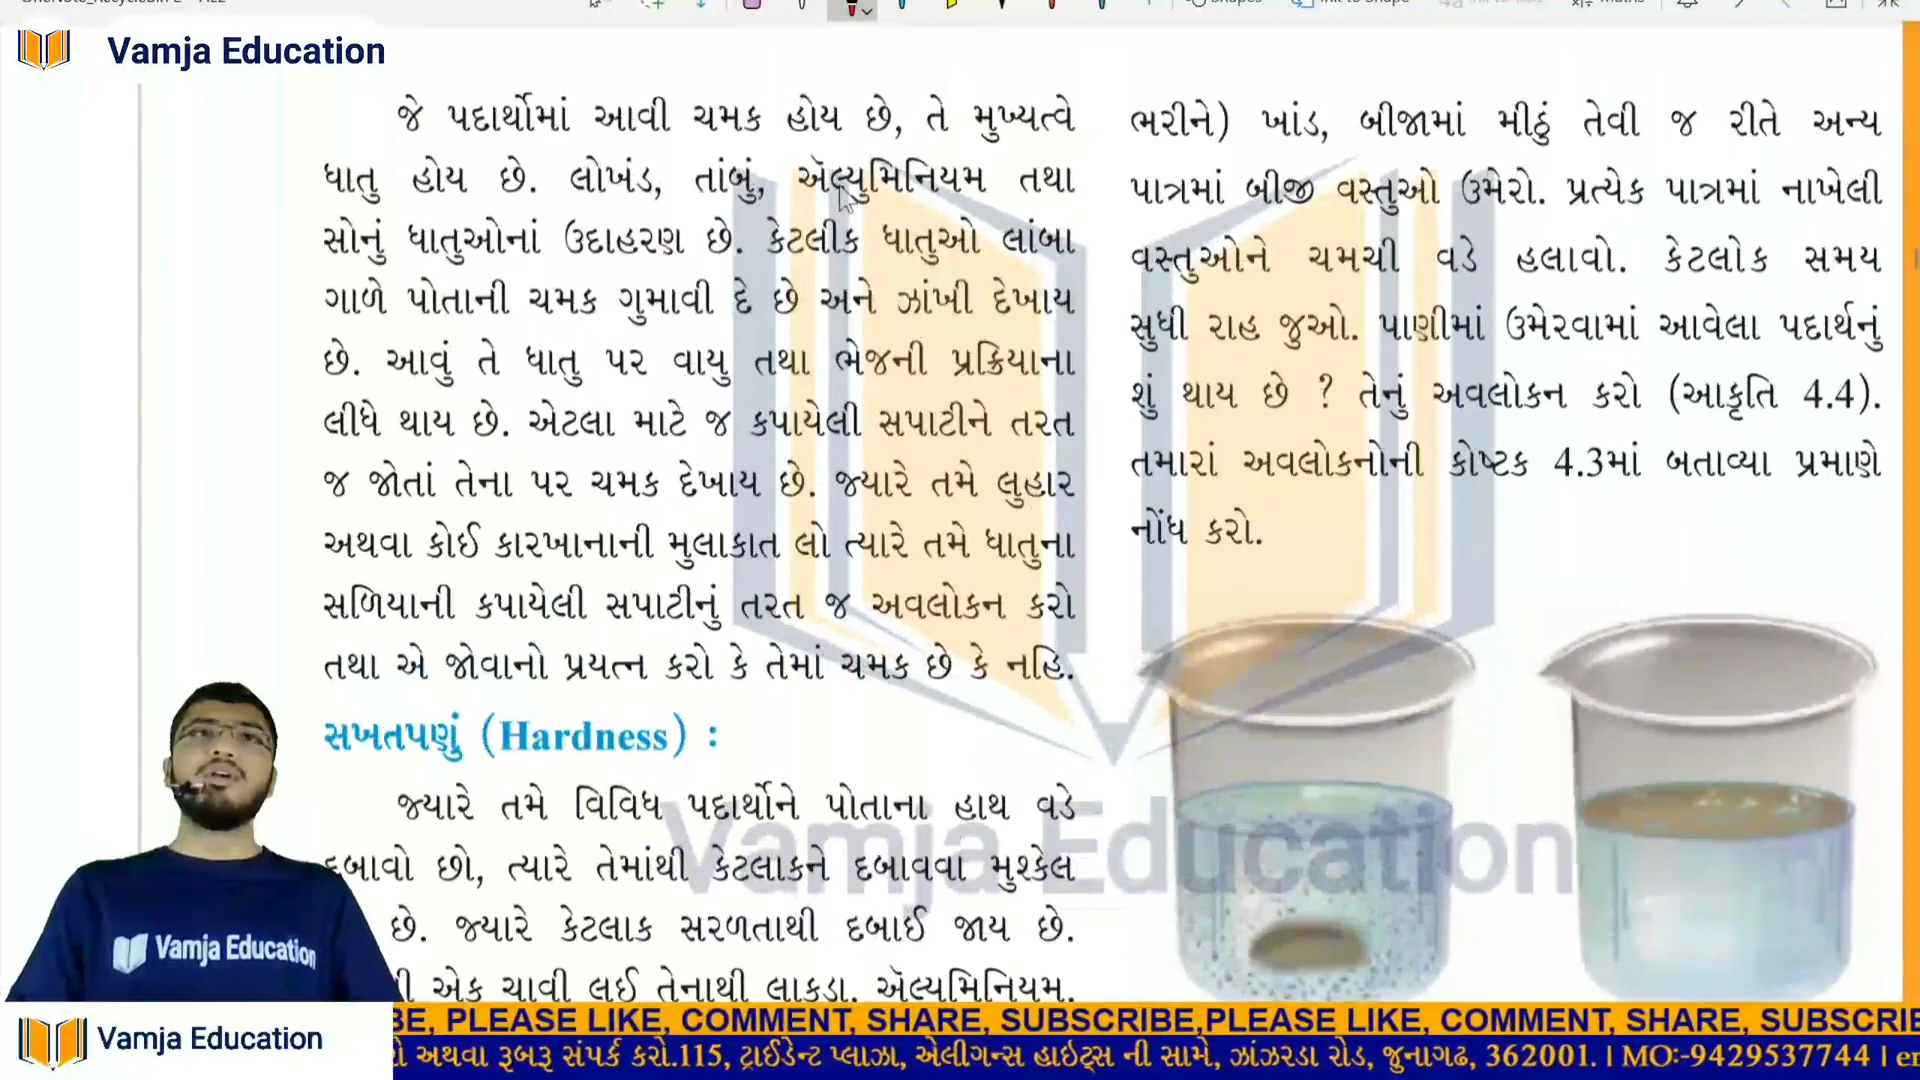 Vamja Education
જે પદાર્થોમાં આવી ચમક હોય છે, તે મુખ્યત્વે
ધાતુ હોય છે. લોખંડ, તાંબું, ઍલ્યુમિનિયમ તથા
સોનું ધાતુઓનાં ઉદાહરણ છે. કેટલીક ધાતુઓ લાંબા
ગાળે પોતાની ચમક ગુમાવી દે છે અને ઝાંખી દેખાય
છે. આવું તે ધાતુ પર વાયુ તથા ભેજની પ્રક્રિયાના
લીધે થાય છે. એટલા માટે જ કપાયેલી સપાટીને તરત
જ જોતાં તેના પર ચમક દેખાય છે. જ્યારે તમે લુહાર
અથવા કોઈ કારખાનાની મુલાકાત લો ત્યારે તમે ધાતુના
સળિયાની કપાયેલી સપાટીનું તરત જ અવલોકન કરો
તથા એ જોવાનો પ્રયત્ન કરો કે તેમાં ચમક છે કે નહિ.
સખતપણું (Hardness) :
જ્યારે તમે વિવિધ પદાર્થોને પોતાના હાથ વડે
દબાવો છો, ત્યારે તેમાંથી કેટલાકને દબાવવા મુશ્કેલ
છે. જ્યારે કેટલાક સરળતાથી દબાઈ જાય છે.
એક ચાવી લઈ તેનાથી લાકડા, ઍલ્યુમિનિયમ,
ભરીને) ખાંડ, બીજામાં મીઠું તેવી જ રીતે અન્ય
પાત્રમાં બીજી વસ્તુઓ ઉમેરો. પ્રત્યેક પાત્રમાં નાખેલી
વસ્તુઓને ચમચી વડે હલાવો. કેટલોક સમય
સુધી રાહ જુઓ. પાણીમાં ઉમેરવામાં આવેલા પદાર્થનું
શું થાય છે ? તેનું અવલોકન કરો (આકૃતિ 4.4).
તમારાં અવલોકનોની કોષ્ટક 4.3માં બતાવ્યા પ્રમાણે
નોંધ કરો.
Vamja Education
Vamja Education
Vamja Education
BE, PLEASE LIKE, COMMENT, SHARE, SUBSCRIBE,PLEASE LIKE, COMMENT, SHARE, SUBSCRIB
અથવા રૂબરૂ સંપર્ક કરો.115, ટ્રાઈડેન્ટ પ્લાઝા, એલીગન્સ હાઇટ્સ ની સામે, ઝાંઝરડા રોડ, જુનાગઢ, 362001. | MO:-9429537744 |